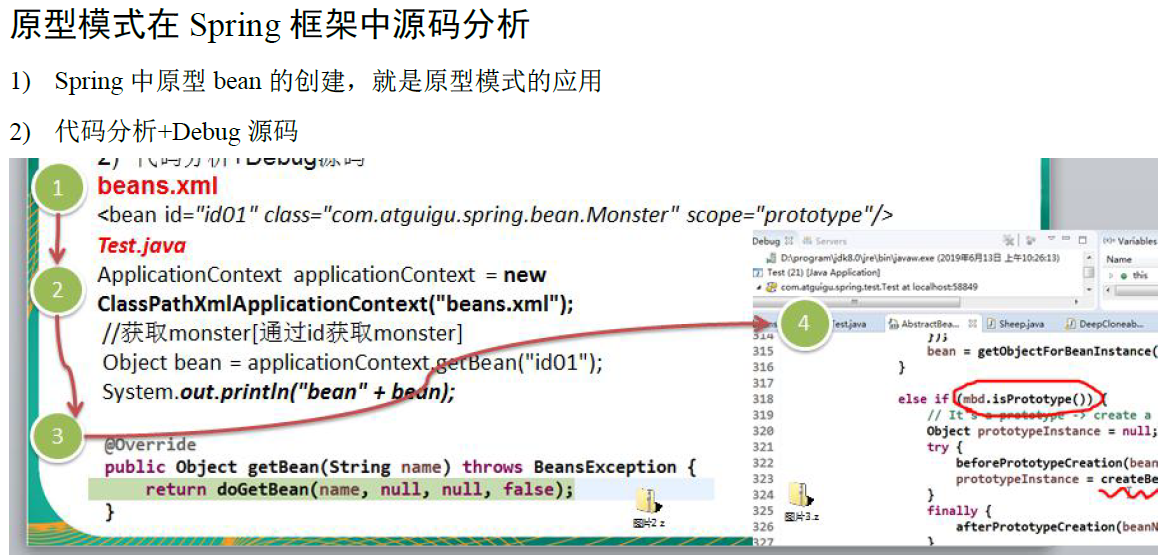 原型模式在 Spring 框架中源码分析
1) Spring 中原型 bean 的创建，就是原型模式的应用
2) 代码分析+Debug 源码
2) 代码分析+Debug源码
1
beans.xml
<bean id="id01" class="com.atguigu.spring.bean.Monster" scope="prototype"/>
Test.java
2
ApplicationContext applicationContext = new
ClassPathXmlApplicationContext("beans.xml");
//获取monster[通过id获取monster]
Object bean = applicationContext.getBean("id01");
System.out.println("bean" + bean);
3
@Override
public Object getBean(String name) throws BeansException {
return doGetBean(name, null, null, false);
}
图片2.z
Debug Servers
D:\program\jdk8.0\jre\bin\javaw.exe (2019年6月13日 上午10:26:13)
Test (21) [Java Application]
com.atguigu.spring.test.Test at localhost:58849
(x)= Variables
Name
this
4
Test.java AbstractBea... Sheep.java DeepCloneab...
314 });
315 bean = getObjectForBeanInstance(
316 }
317
318 else if (mbd.isPrototype()) {
319 // It's a prototype -> create a
320 Object prototypeInstance = null;
321 try {
322 beforePrototypeCreation(bean
323 prototypeInstance = createBe
324 }
325 finally {
326 afterPrototypeCreation(beanN
327 }
图片3.z